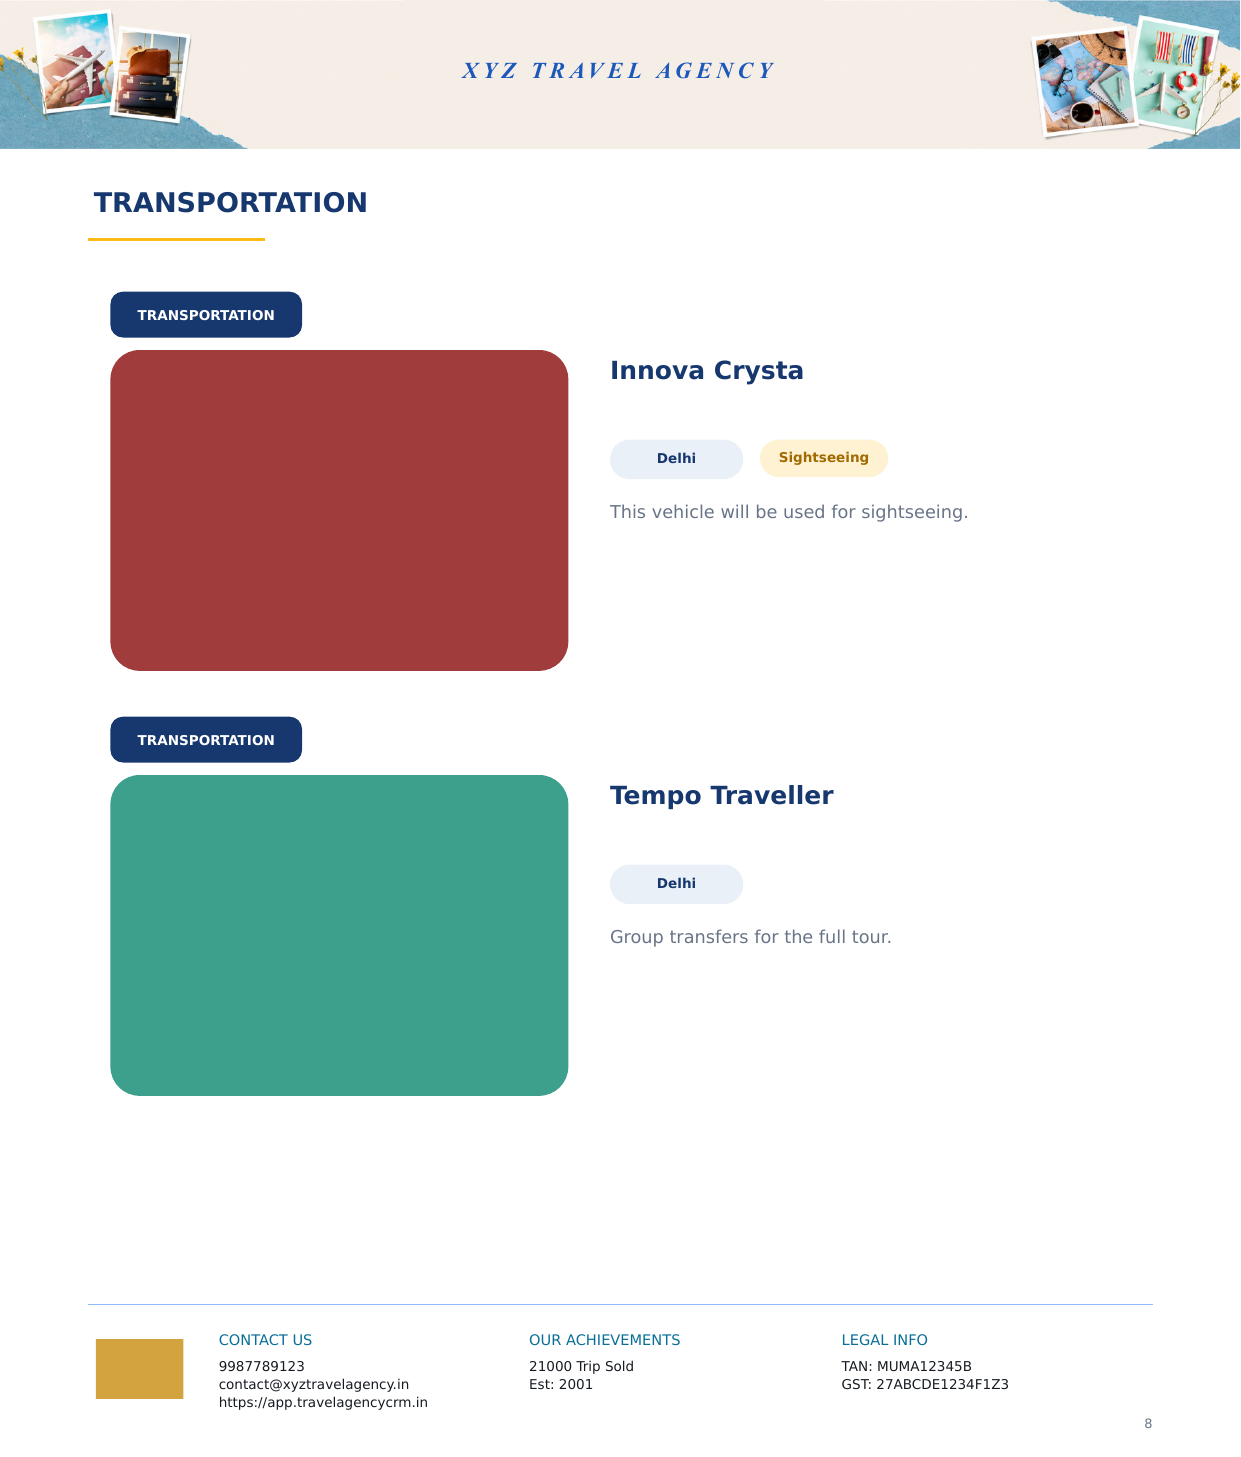 XYZ TRAVEL AGENCY
TRANSPORTATION
TRANSPORTATION
Innova Crysta
Delhi
Sightseeing
This vehicle will be used for sightseeing.
TRANSPORTATION
Tempo Traveller
Delhi
Group transfers for the full tour.
CONTACT US
9987789123
contact@xyztravelagency.in
https://app.travelagencycrm.in
OUR ACHIEVEMENTS
21000 Trip Sold
Est: 2001
LEGAL INFO
TAN: MUMA12345B
GST: 27ABCDE1234F1Z3
8